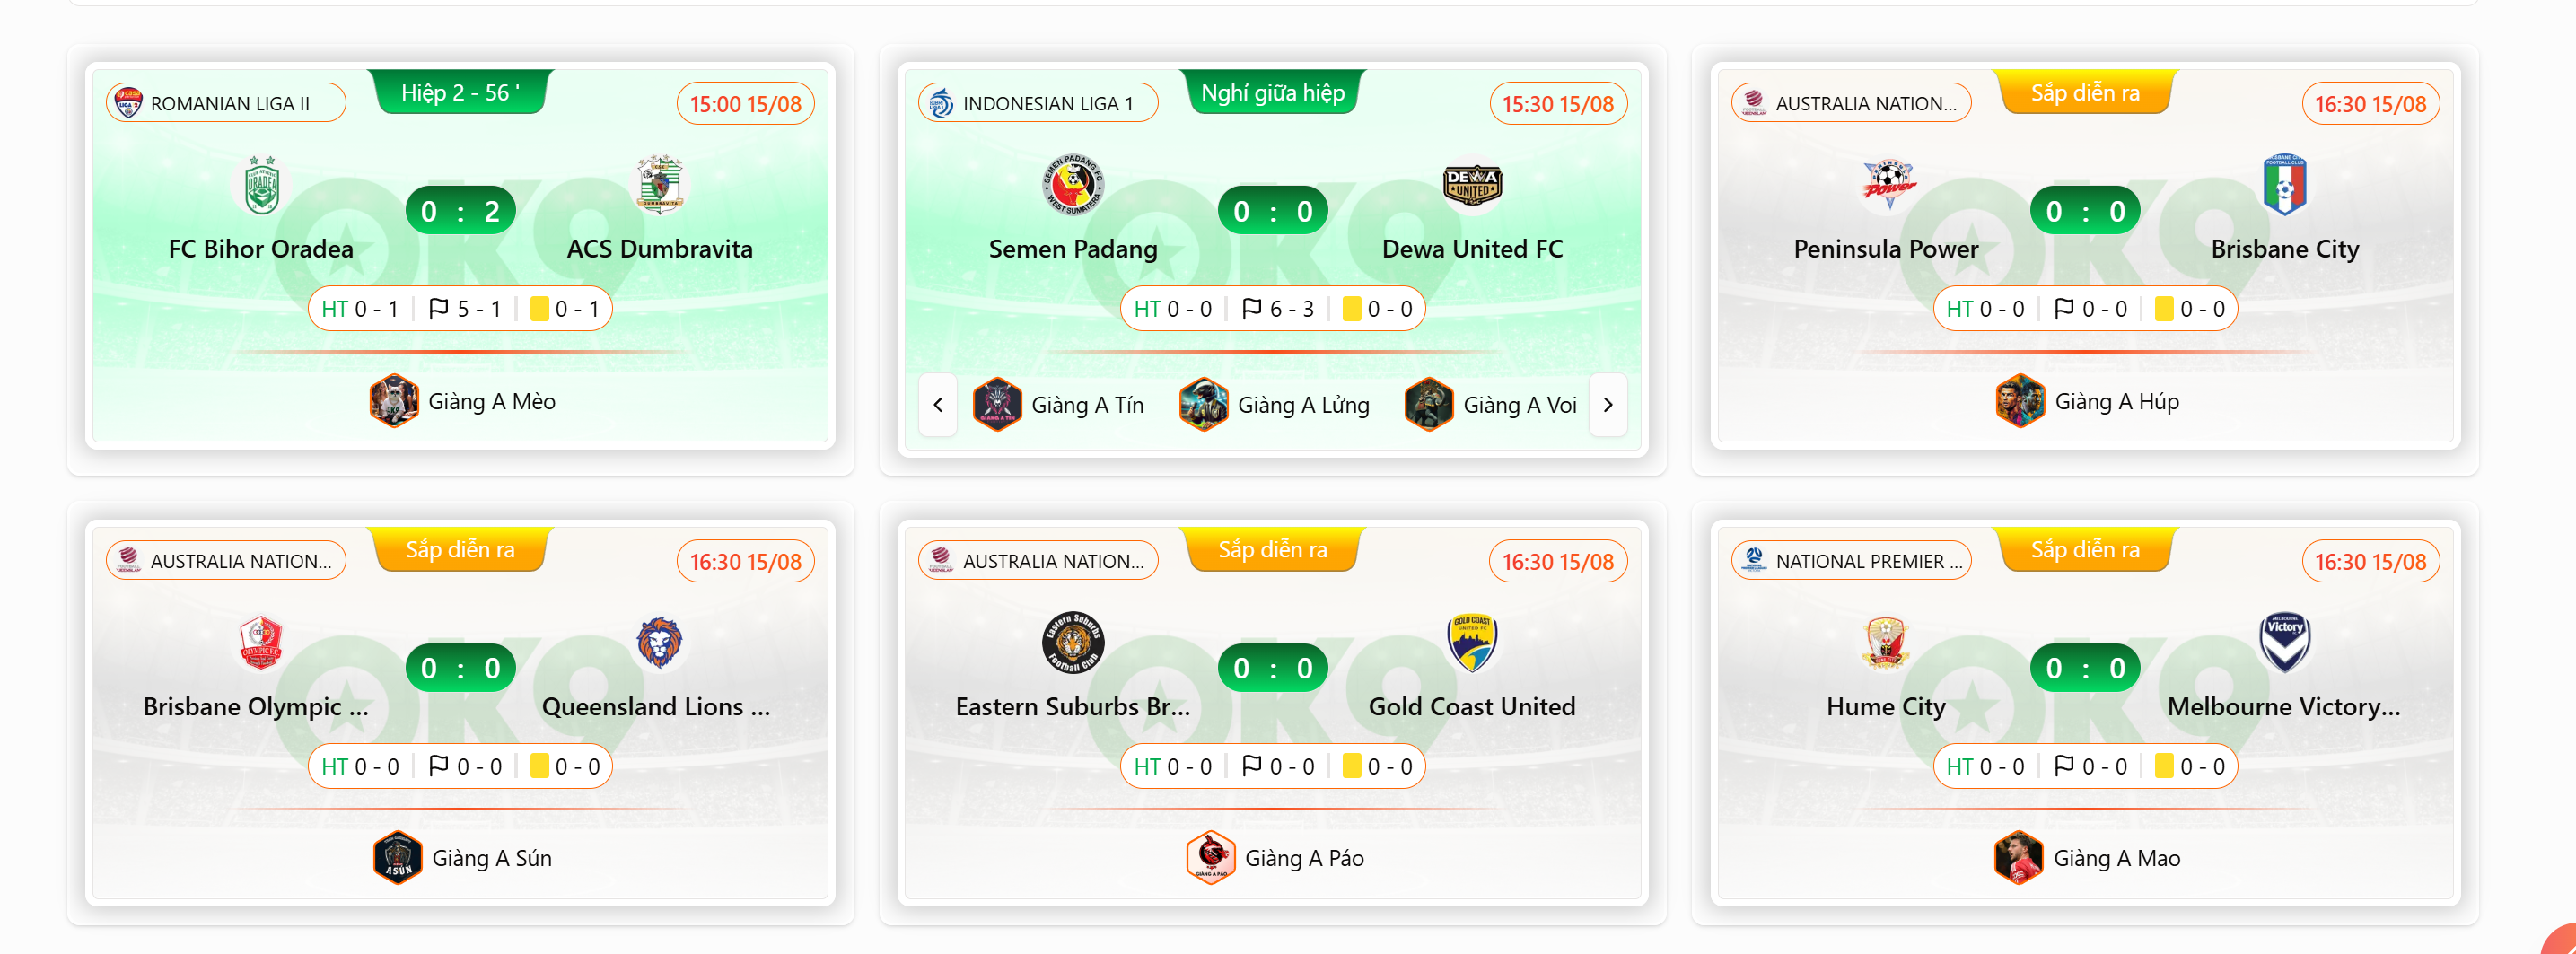 ROMANIAN LIGA II
Hiệp 2 - 56 '
15:00 15/08
FC Bihor Oradea
0 : 2
ACS Dumbravita
HT 0 - 1 5 - 1 0 - 1
Giàng A Mèo
INDONESIAN LIGA 1
Nghỉ giữa hiệp
15:30 15/08
Semen Padang
0 : 0
Dewa United FC
HT 0 - 0 6 - 3 0 - 0
Giàng A Tín Giàng A Lửng Giàng A Voi
AUSTRALIA NATION...
Sắp diễn ra
16:30 15/08
Peninsula Power
0 : 0
Brisbane City
HT 0 - 0 0 - 0 0 - 0
Giàng A Húp
AUSTRALIA NATION...
Sắp diễn ra
16:30 15/08
Brisbane Olympic ...
0 : 0
Queensland Lions ...
HT 0 - 0 0 - 0 0 - 0
Giàng A Sún
AUSTRALIA NATION...
Sắp diễn ra
16:30 15/08
Eastern Suburbs Br...
0 : 0
Gold Coast United
HT 0 - 0 0 - 0 0 - 0
Giàng A Páo
NATIONAL PREMIER ...
Sắp diễn ra
16:30 15/08
Hume City
0 : 0
Melbourne Victory...
HT 0 - 0 0 - 0 0 - 0
Giàng A Mao